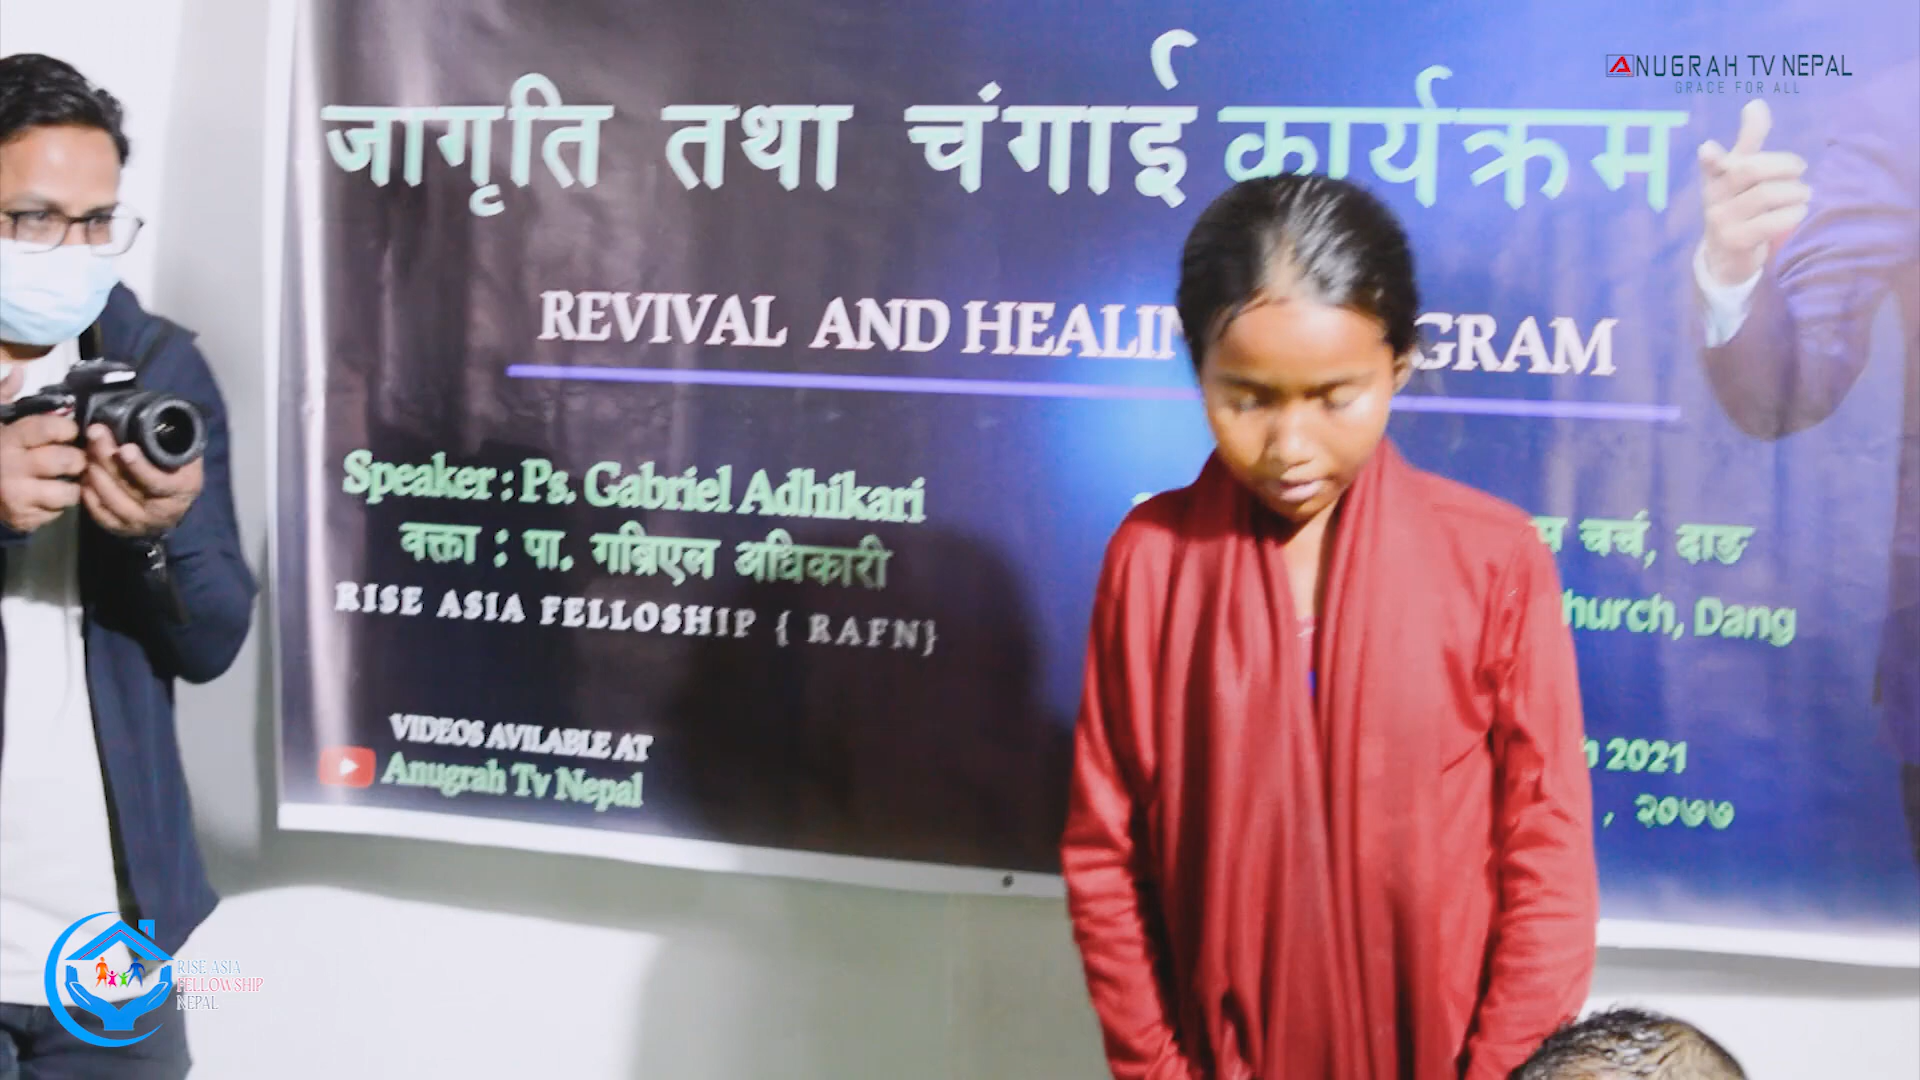 ANUGRAH TV NEPAL
GRACE FOR ALL
जागृति तथा चंगाई कार्यक्रम
REVIVAL AND HEALIN GRAM
Speaker : Ps. Gabriel Adhikari
वक्ता : पा. गब्रिएल अधिकारी
RISE ASIA FELLOSHIP { RAFN}
चर्च, दाङ
hurch, Dang
VIDEOS AVILABLE AT
Anugrah Tv Nepal
2021
, २०७७
RISE ASIA
FELLOWSHIP
NEPAL